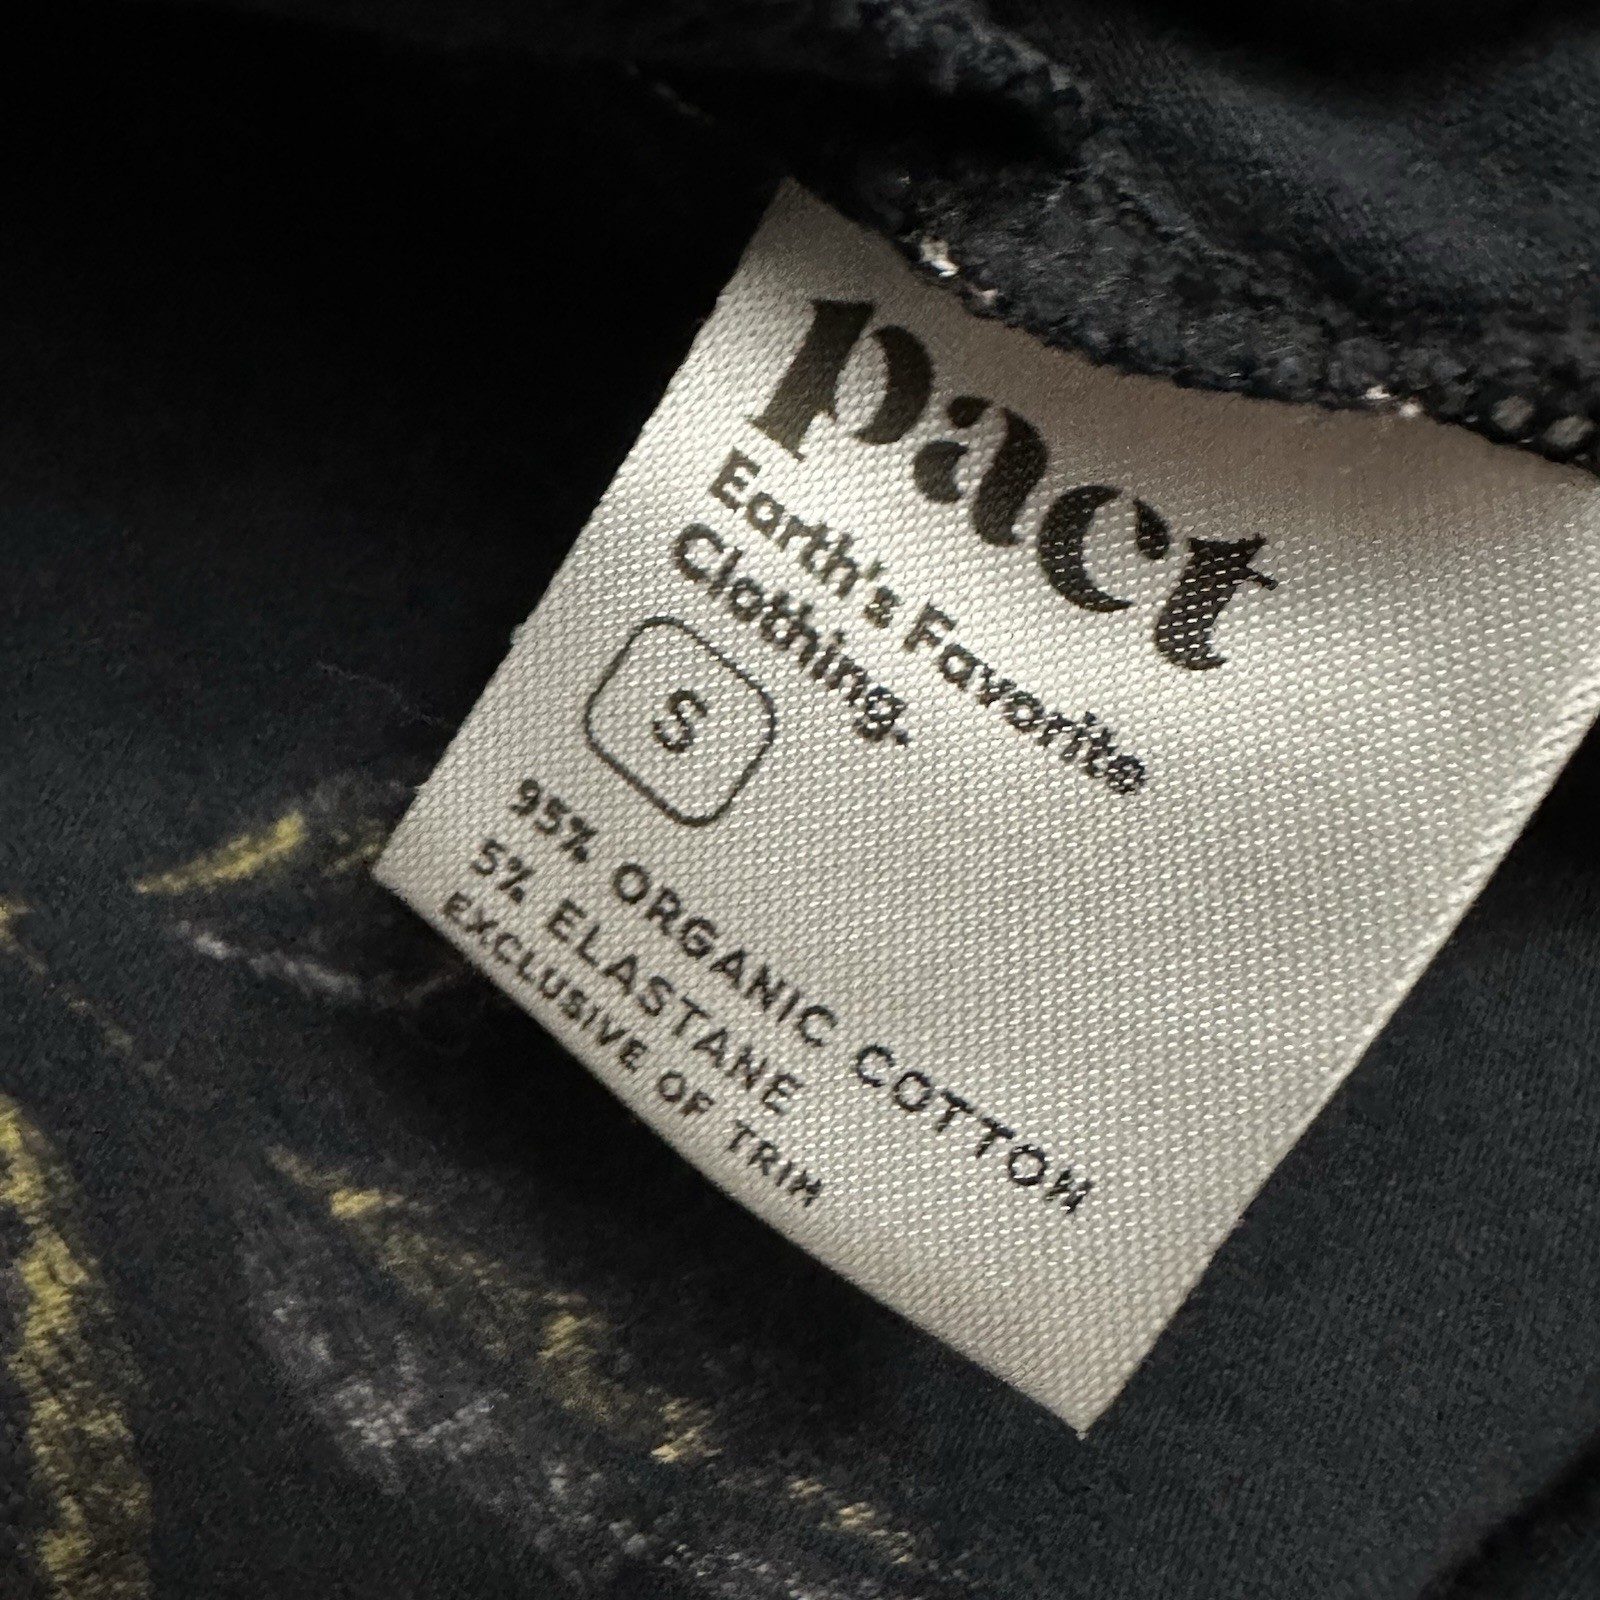 pact
Earth's Favorite
Clothing.
S
95% ORGANIC COTTON
5% ELASTANE
EXCLUSIVE OF TRIM